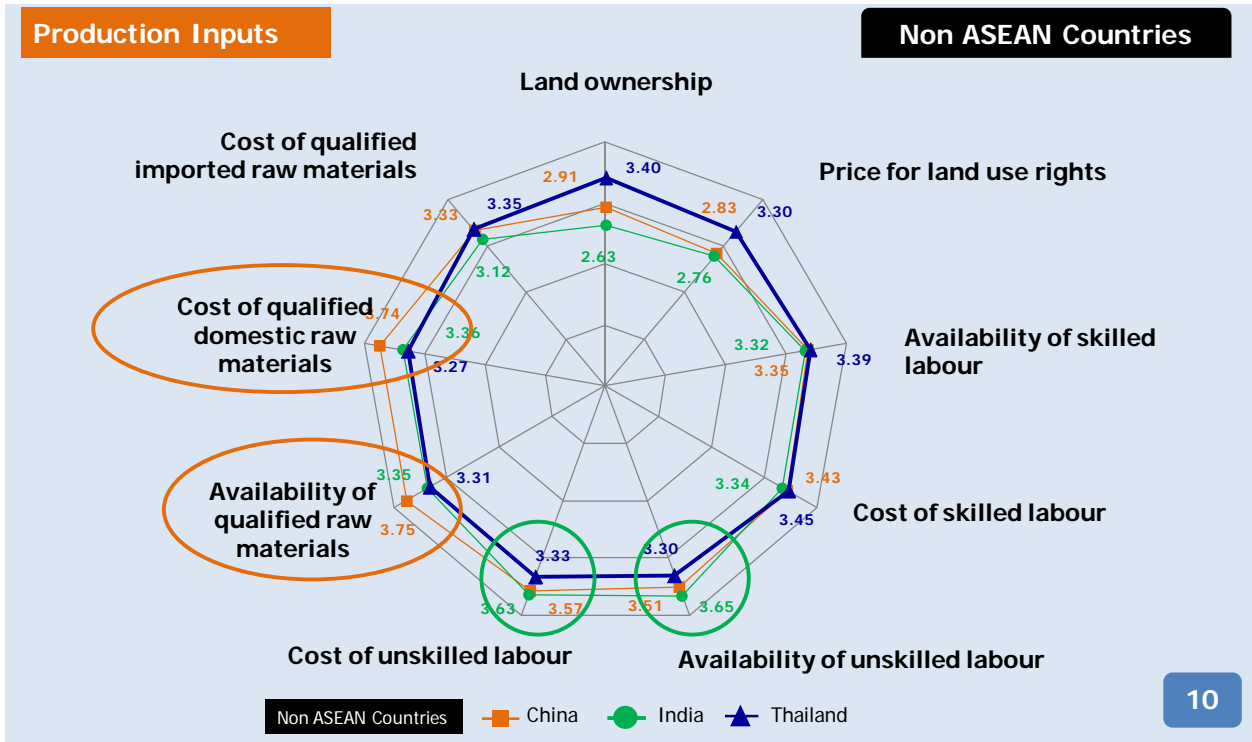 Production Inputs
Non ASEAN Countries
Land ownership
Cost of qualified
imported raw materials
Price for land use rights
2.91
3.40
3.33
3.35
2.83
3.30
3.12
2.63
2.76
Cost of qualified
domestic raw
materials
3.74
3.36
3.27
3.32
3.35
3.39
Availability of skilled
labour
Availability of
qualified raw
materials
3.35
3.31
3.75
3.34
3.43
3.45
Cost of skilled labour
3.33
3.30
3.63
3.57
3.51
3.65
Cost of unskilled labour
Availability of unskilled labour
Non ASEAN Countries
China
India
Thailand
10